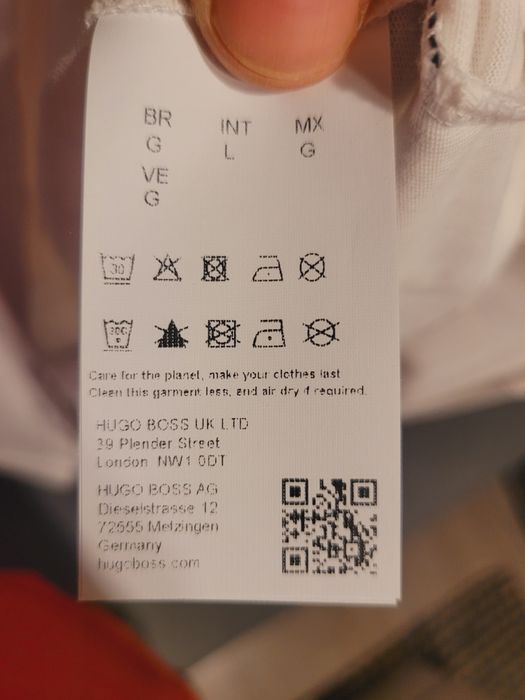 BR INT MX
G L G
VE
G
30
30C
Care for the planet, make your clothes last
Clean this garment less, and air dry if required.
HUGO BOSS UK LTD
39 Plender Street
London NW1 0DT
HUGO BOSS AG
Dieselstrasse 12
72555 Metzingen
Germany
hugoboss.com